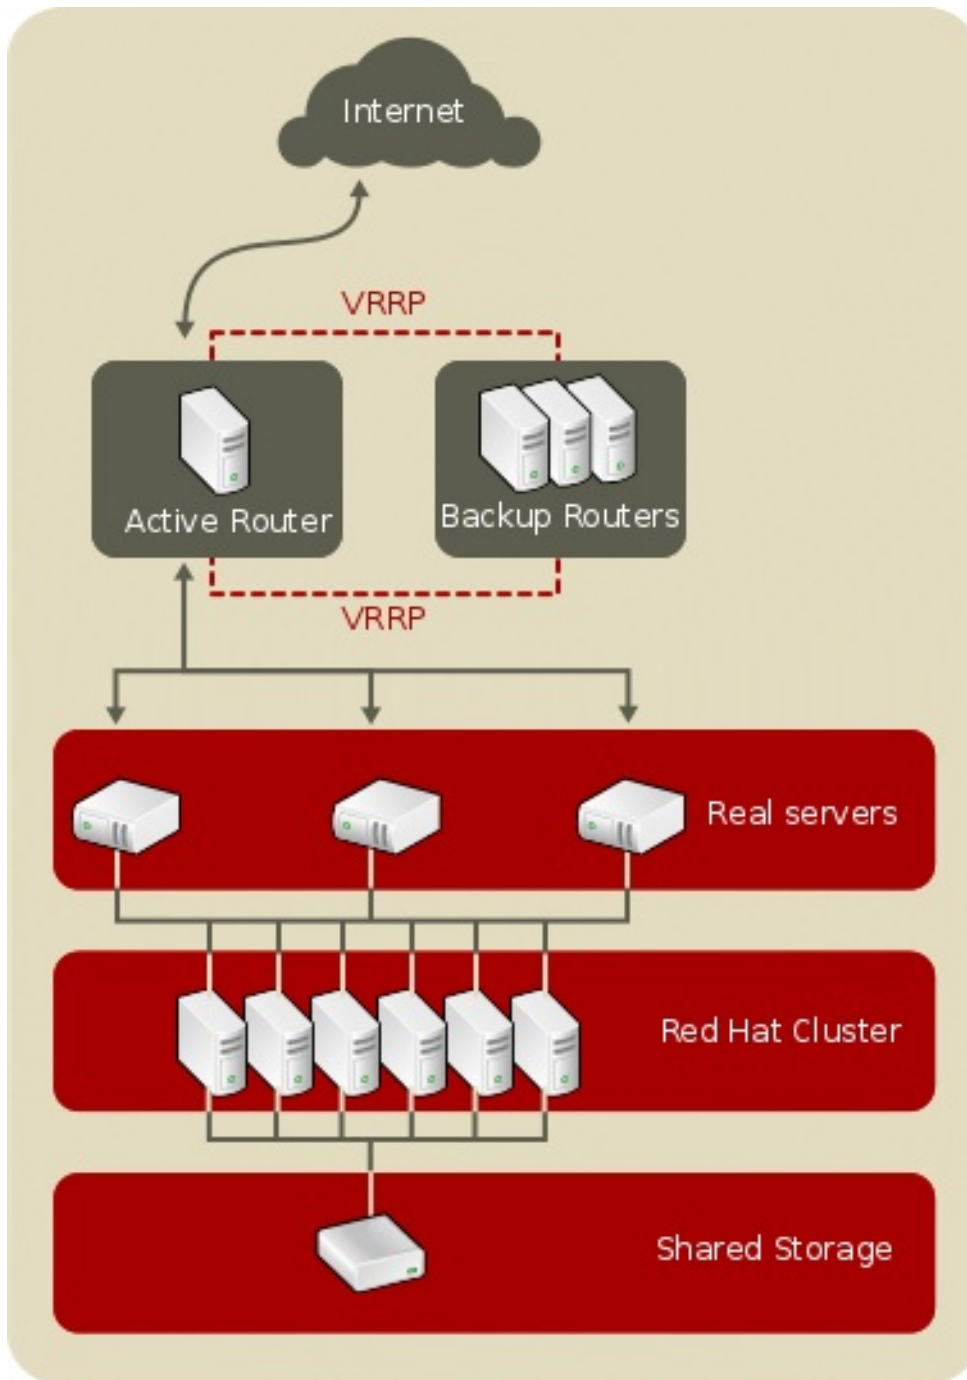 Internet
VRRP
Active Router
Backup Routers
VRRP
Real servers
Red Hat Cluster
Shared Storage